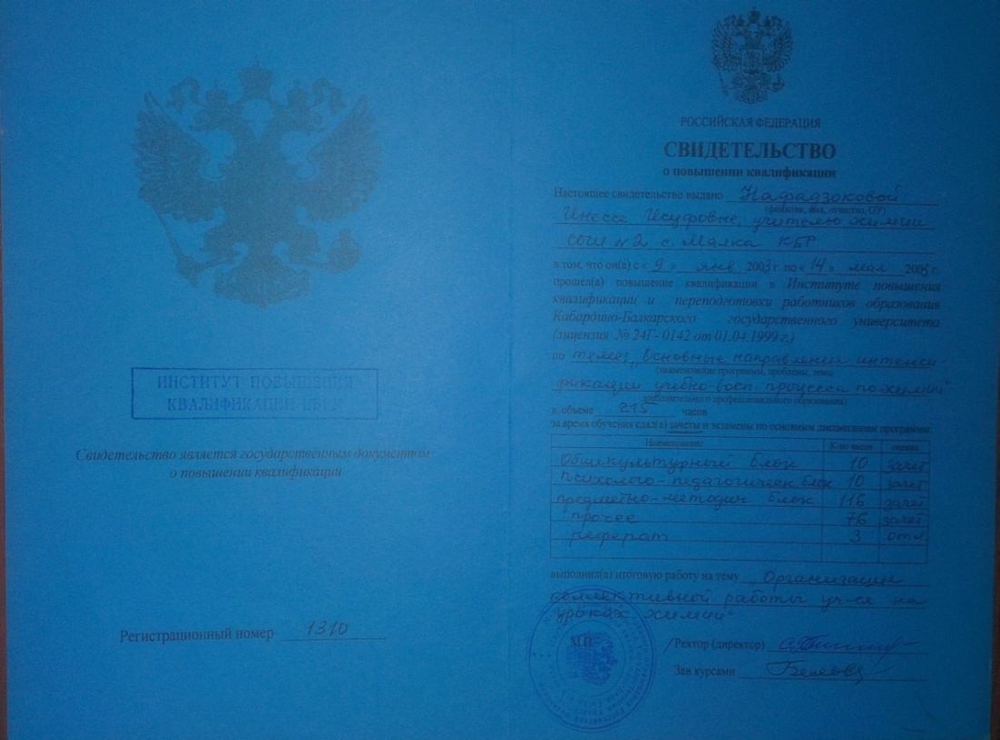 ИНСТИТУТ ПОВЫШЕНИЯ
КВАЛИФИКАЦИИ КБГУ
Свидетельство является государственным документом
о повышении квалификации
Регистрационный номер 1310
РОССИЙСКАЯ ФЕДЕРАЦИЯ
СВИДЕТЕЛЬСТВО
о повышении квалификации
Настоящее свидетельство выдано Нафадзоковой
(фамилия, имя, отчество, ОУ)
Инессе Исуфовне, учителю химии
СОШ №2 с. Малка КБР
в том, что он(а) с «9» янв 2003 г. по «14» мая 2003 г.
прошел(а) повышение квалификации в Институте повышения
квалификации и переподготовки работников образования
Кабардино-Балкарского государственного университета
(лицензия № 24Г- 0142 от 01.04.1999 г.)
по теме: „Основные направления интенси-
(наименование программы, проблемы, темы
фикации учебно-восп. процесса по химии"
дополнительного профессионального образования)
в объеме 215 часов
за время обучения сдал(а) зачеты и экзамены по основным дисциплинам программы:
Наименование К-во часов оценка
Общекультурный блок 10 зачет
Психолого-педагогическ. блок 10 зачет
предметно-методич блок 116 зачет
прочее 76 зачет
реферат 3 отл.
выполнил(а) итоговую работу на тему „Организация
коллективной работы уч-ся на
уроках химии"
М.П. Ректор (директор)
Зав курсами